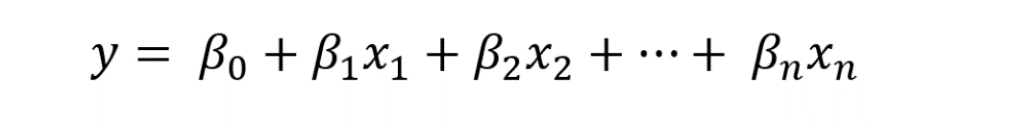 y = β₀ + β₁x₁ + β₂x₂ + ⋯ + βₙxₙ